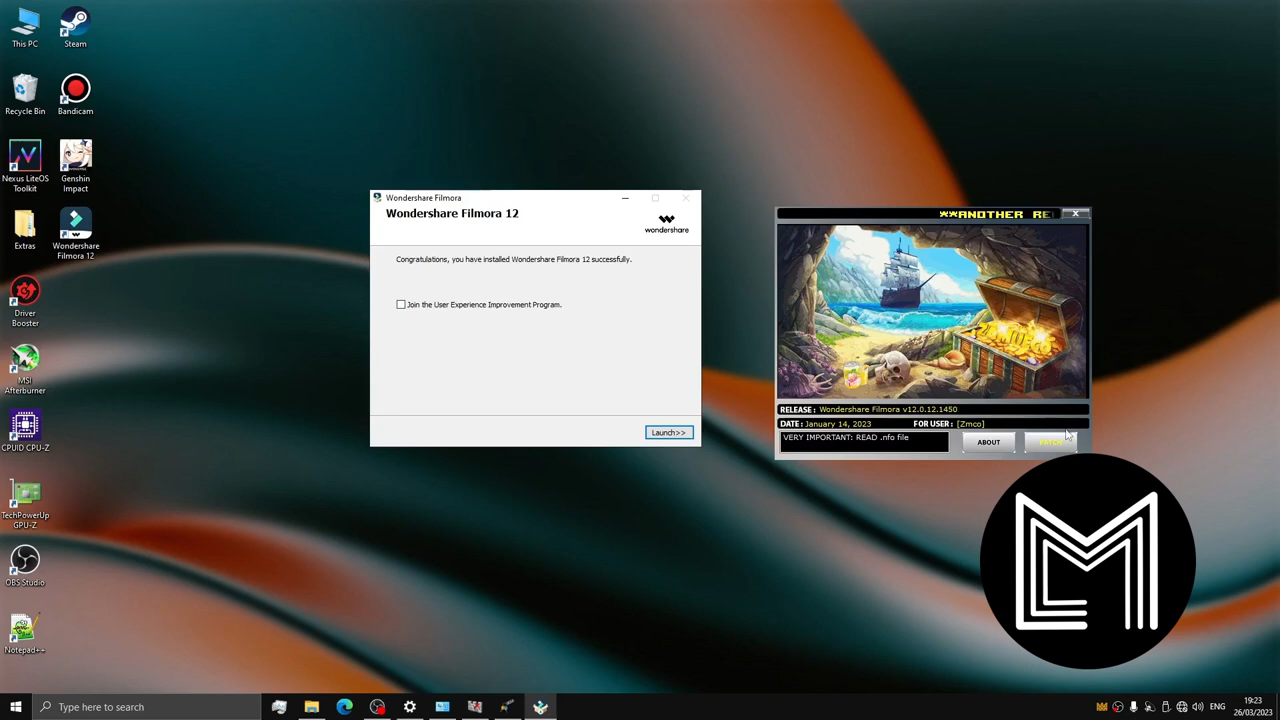 This PC
Steam
Recycle Bin
Bandicam
Nexus LiteOS
Toolkit
Genshin
Impact
Extras
Wondershare
Filmora 12
Driver
Booster
MSI
Afterburner
CPUID CPU-Z
TechPowerUp
GPU-Z
OBS Studio
Notepad++
Wondershare Filmora
Wondershare Filmora 12
wondershare
Congratulations, you have installed Wondershare Filmora 12 successfully.
Join the User Experience Improvement Program.
Launch>>
**ANOTHER RE
X
RELEASE : Wondershare Filmora v12.0.12.1450
DATE : January 14, 2023 FOR USER : [Zmco]
VERY IMPORTANT: READ .nfo file
ABOUT
PATCH
Type here to search
ENG
19:23
26/03/2023